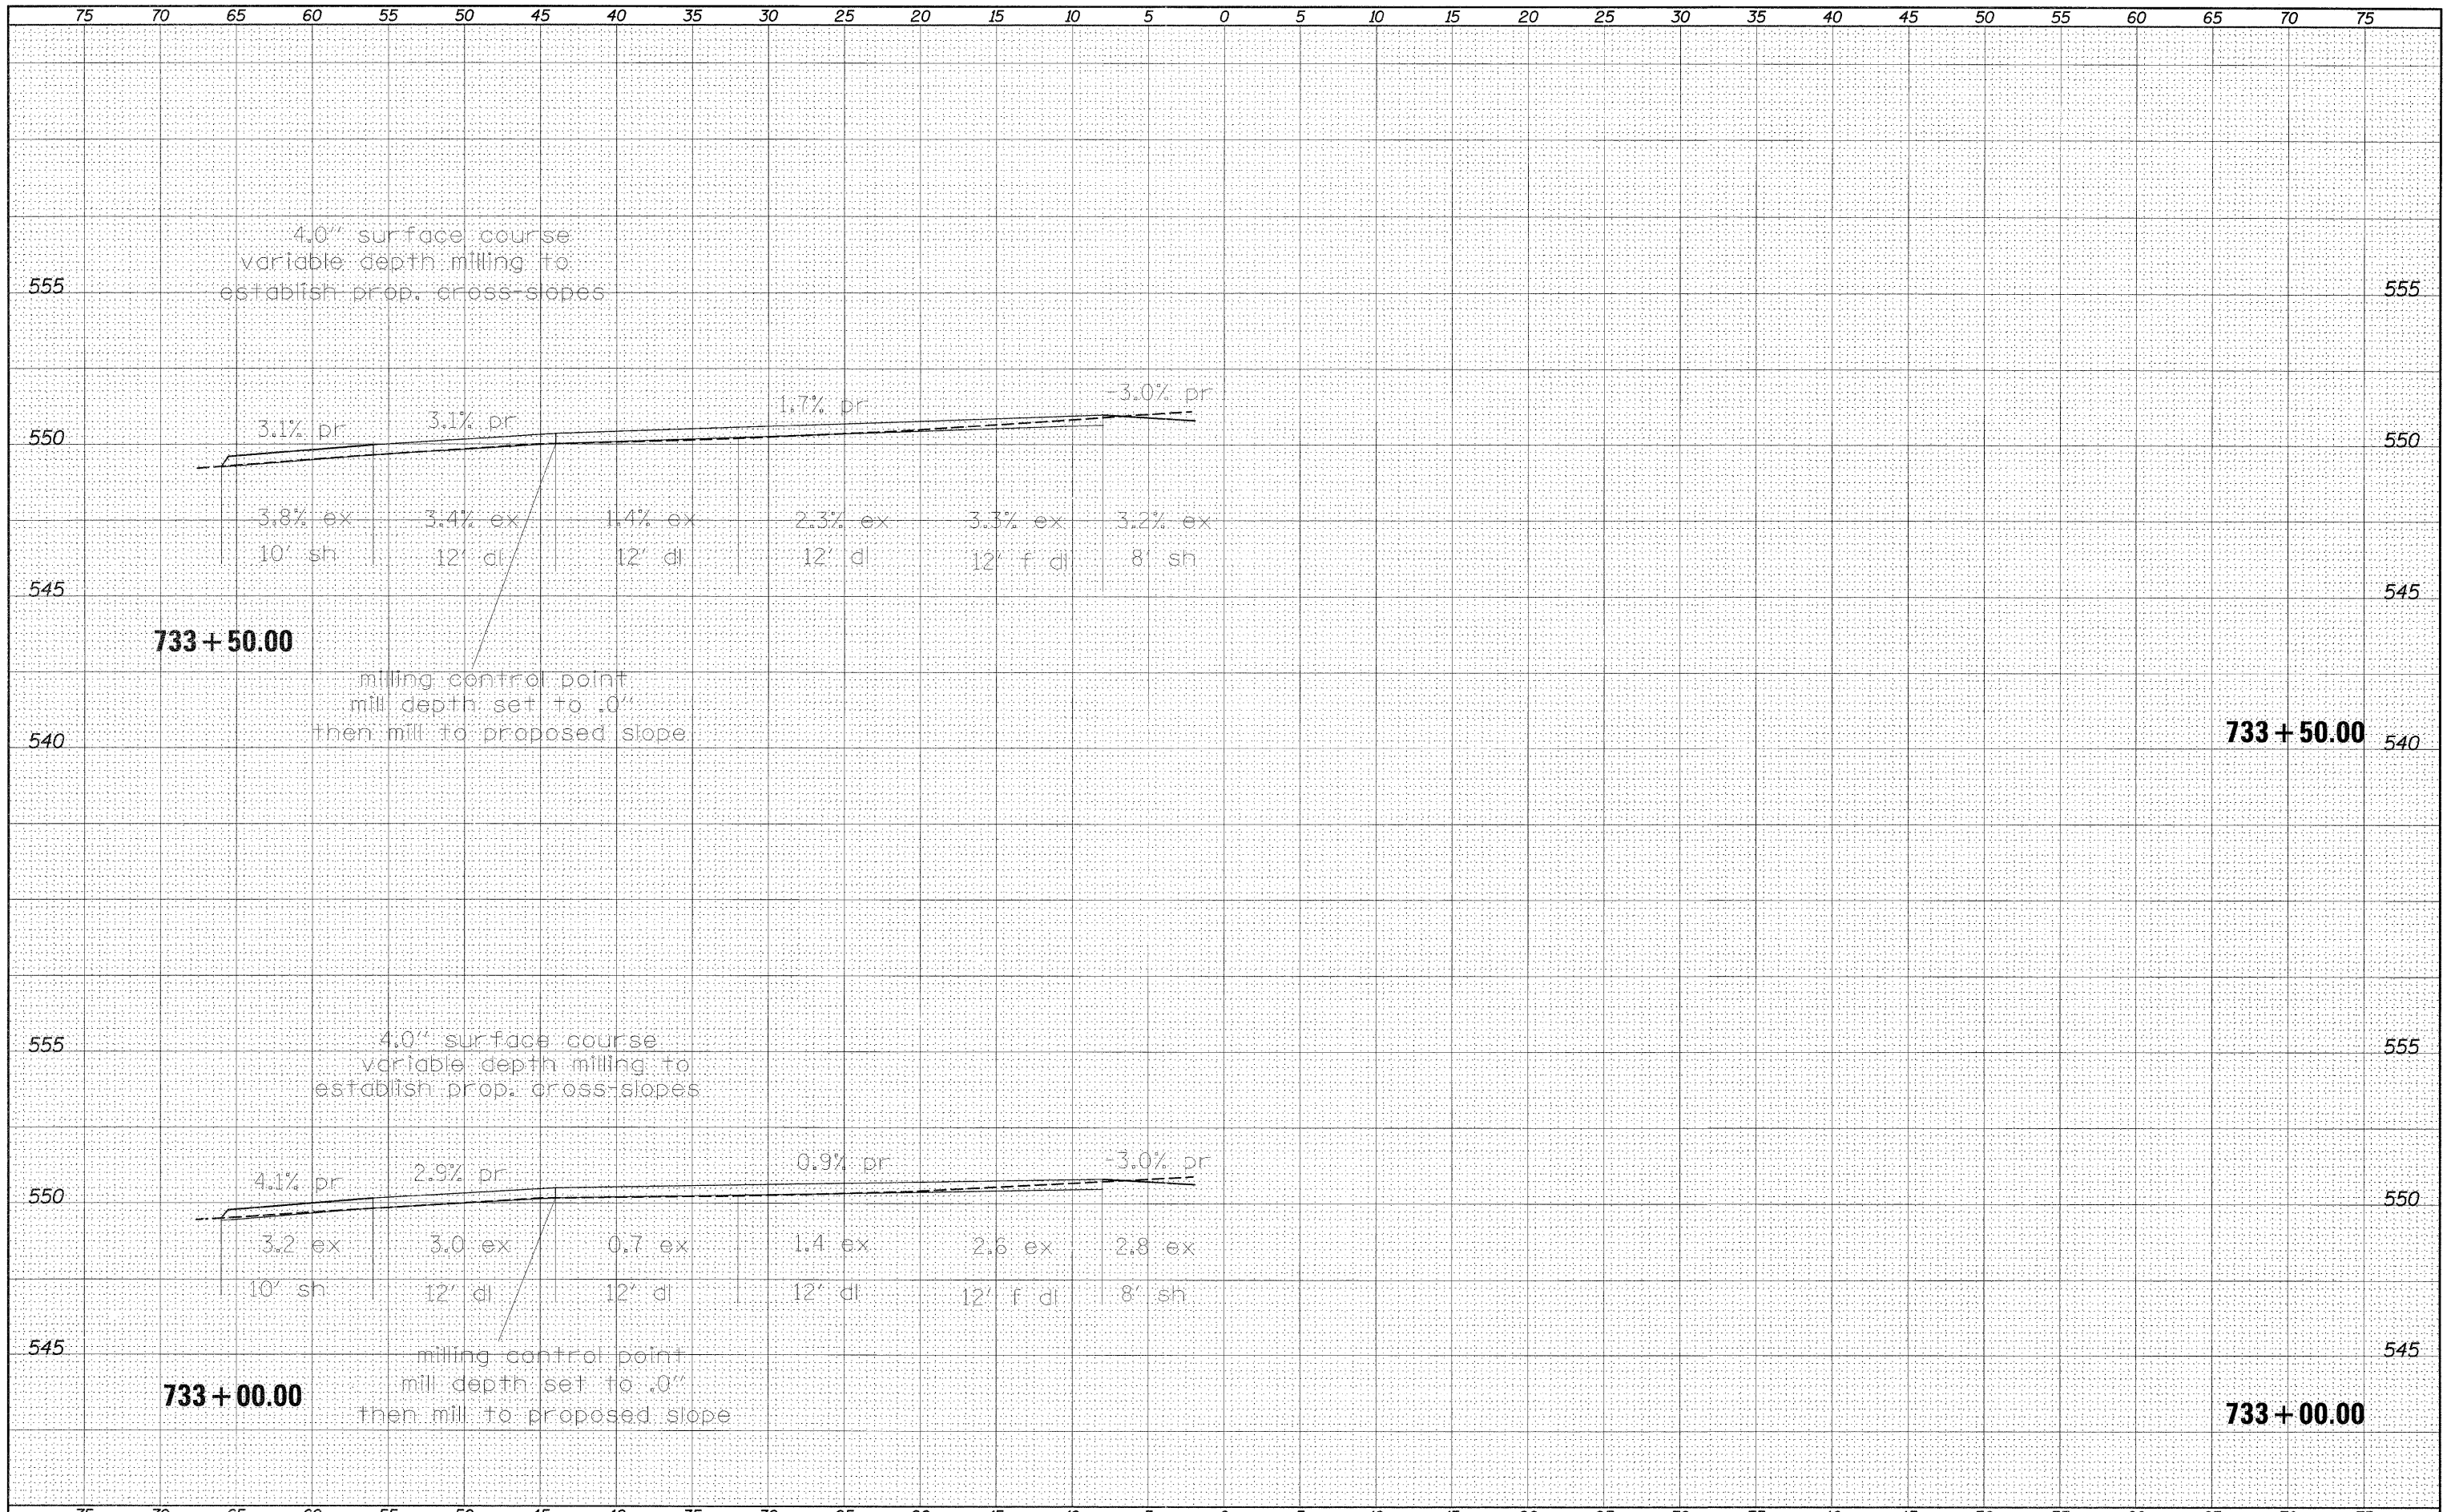 75 70 65 60 55 50 45 40 35 30 25 20 15 10 5 0 5 10 15 20 25 30 35 40 45 50 55 60 65 70 75
4.0" surface course
variable depth milling to
establish prop. cross-slopes
555 555
3.1% pr 3.1% pr 1.7% pr -3.0% pr
550 550
3.8% ex 3.4% ex 1.4% ex 2.3% ex 3.3% ex 3.2% ex
10' sh 12' dl 12' dl 12' dl 12' f dl 8' sh
545 545
733+50.00
milling control point
mill depth set to .0"
then mill to proposed slope
540 733+50.00 540
4.0" surface course
variable depth milling to
establish prop. cross-slopes
555 555
4.1% pr 2.9% pr 0.9% pr -3.0% pr
550 550
3.2 ex 3.0 ex 0.7 ex 1.4 ex 2.6 ex 2.8 ex
10' sh 12' dl 12' dl 12' dl 12' f dl 8' sh
545 545
milling control point
mill depth set to .0"
then mill to proposed slope
733+00.00 733+00.00